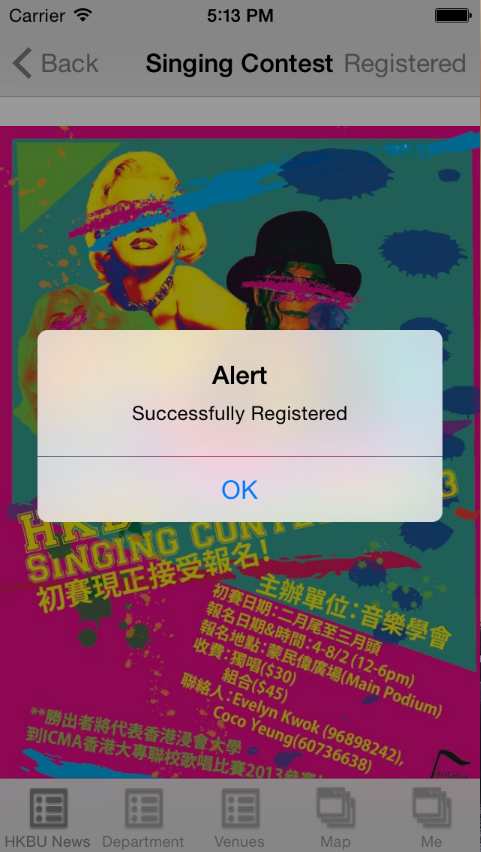 Carrier 5:13 PM
Back Singing Contest Registered
Alert
Successfully Registered
OK
SINGING CONTEST 3
初賽現正接受報名!
主辦單位:音樂學會
初賽日期:二月尾至三月頭
報名日期&時間:4-8/2 (12-6pm)
報名地點:蒙民偉廣場(Main Podium)
收費:獨唱($30)
組合($45)
聯絡人:Evelyn Kwok (96898242),
Coco Yeung(60736638)
**勝出者將代表香港浸會大學
到ICMA香港大專聯校歌唱比賽2013參賽!
HKBU News Department Venues Map Me